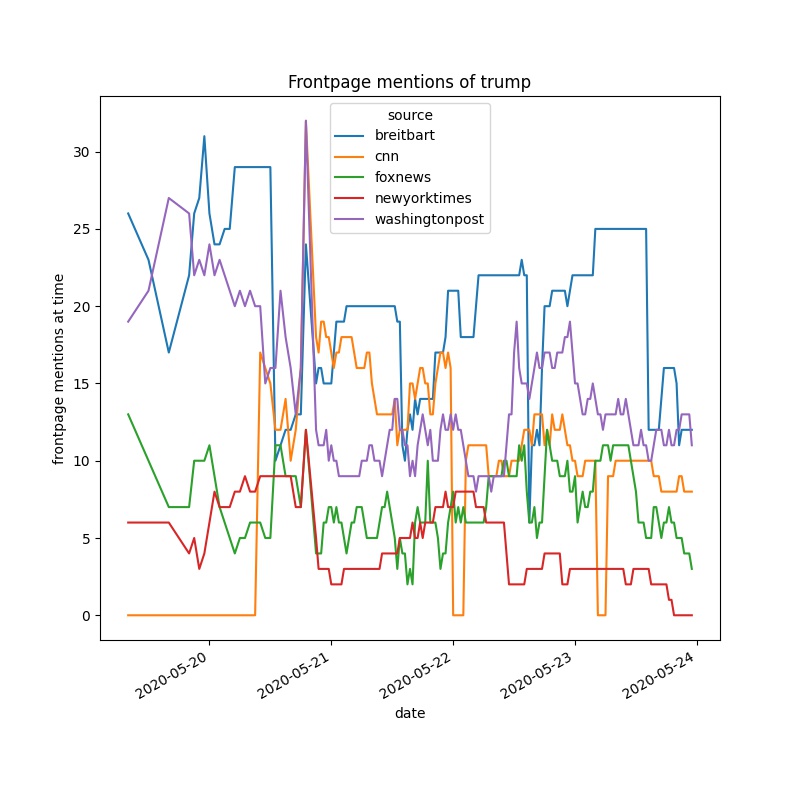 Frontpage mentions of trump
source
breitbart
cnn
foxnews
newyorktimes
washingtonpost
frontpage mentions at time
30
25
20
15
10
5
0
2020-05-20
2020-05-21
2020-05-22
2020-05-23
2020-05-24
date